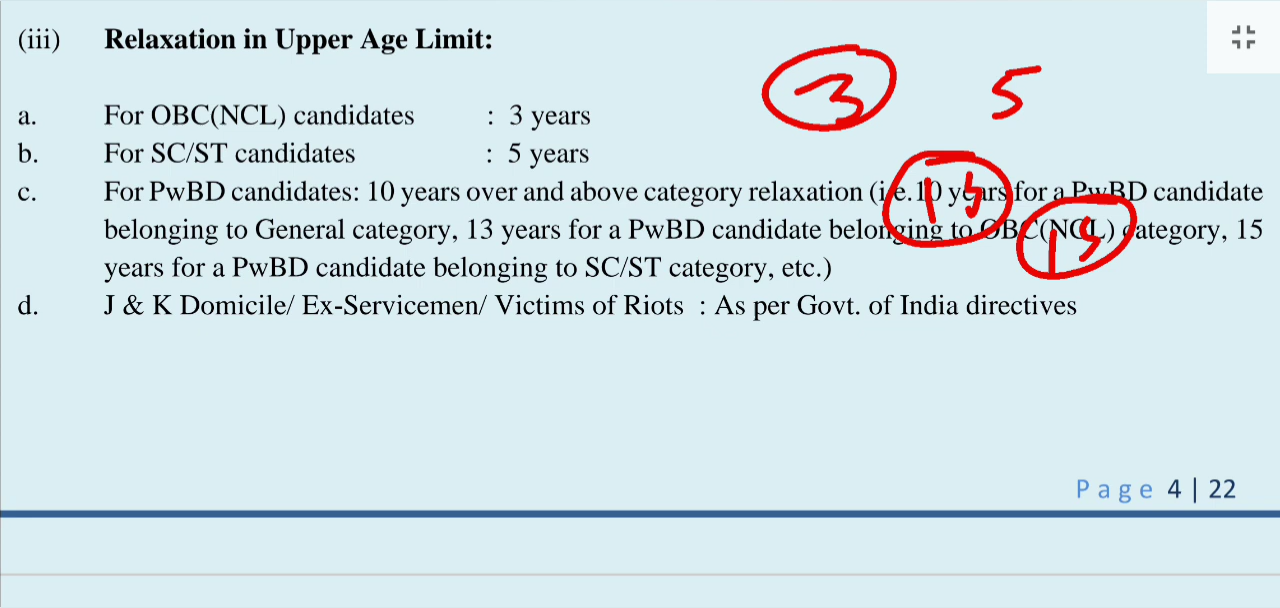 (iii) Relaxation in Upper Age Limit:
3 5
a. For OBC(NCL) candidates : 3 years
b. For SC/ST candidates : 5 years
c. For PwBD candidates: 10 years over and above category relaxation (i.e. 10 years for a PwBD candidate
belonging to General category, 13 years for a PwBD candidate belonging to OBC(NCL) category, 15
years for a PwBD candidate belonging to SC/ST category, etc.)
d. J & K Domicile/ Ex-Servicemen/ Victims of Riots : As per Govt. of India directives
Page 4 | 22